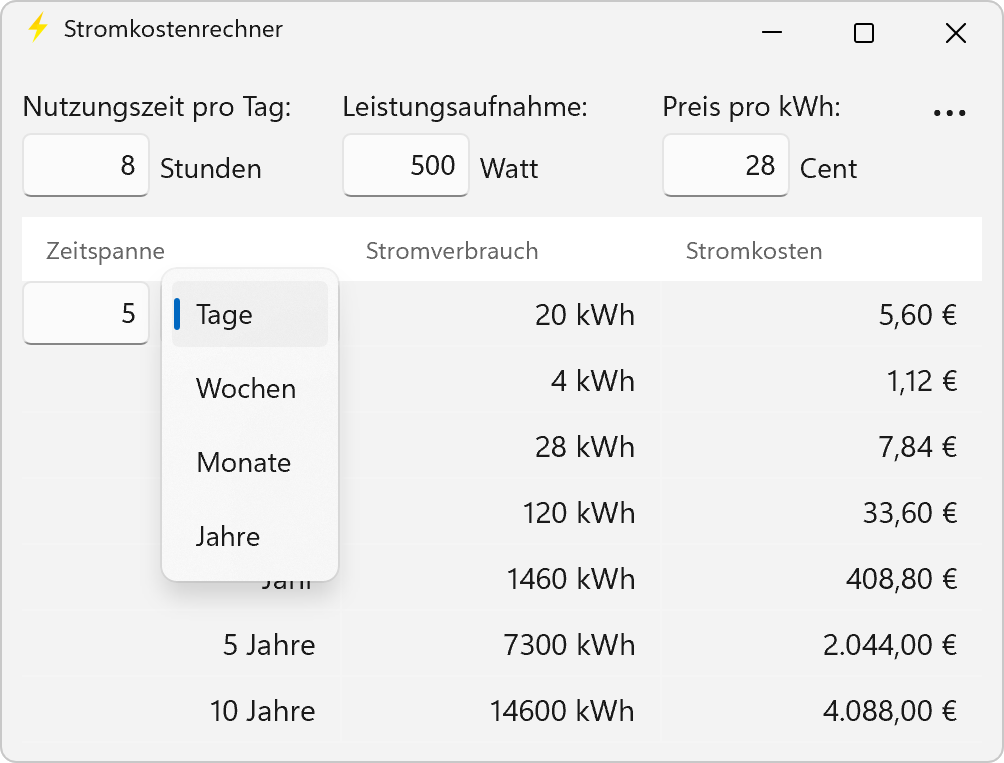 Stromkostenrechner
Nutzungszeit pro Tag: Leistungsaufnahme: Preis pro kWh: ...
8 Stunden 500 Watt 28 Cent
Zeitspanne Stromverbrauch Stromkosten
5 Tage 20 kWh 5,60 €
Wochen 4 kWh 1,12 €
Monate 28 kWh 7,84 €
Jahre 120 kWh 33,60 €
1460 kWh 408,80 €
5 Jahre 7300 kWh 2.044,00 €
10 Jahre 14600 kWh 4.088,00 €